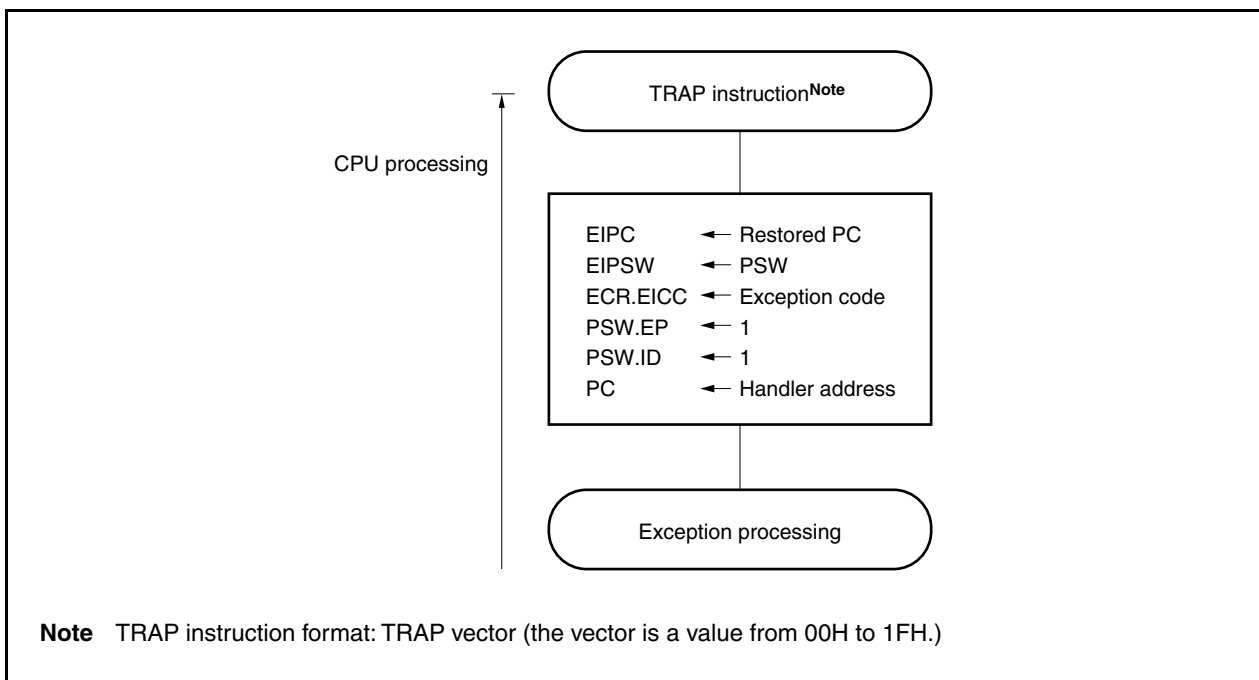 TRAP instructionNote
CPU processing
EIPC ← Restored PC
EIPSW ← PSW
ECR.EICC ← Exception code
PSW.EP ← 1
PSW.ID ← 1
PC ← Handler address
Exception processing
Note TRAP instruction format: TRAP vector (the vector is a value from 00H to 1FH.)